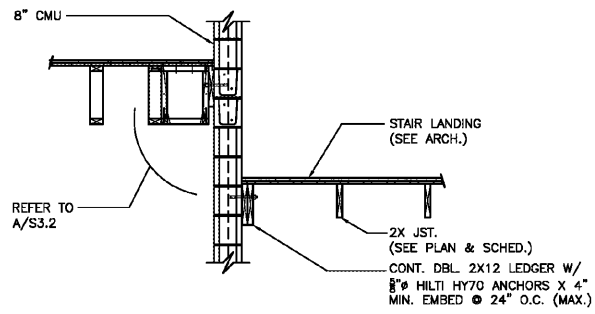 8" CMU
STAIR LANDING
(SEE ARCH.)
REFER TO
A/S3.2
2X JST.
(SEE PLAN & SCHED.)
CONT. DBL. 2X12 LEDGER W/
⅝"ø HILTI HY70 ANCHORS X 4"
MIN. EMBED @ 24" O.C. (MAX.)